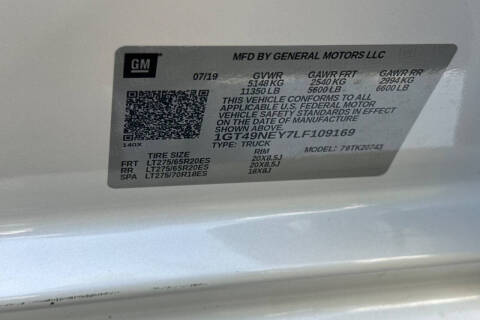 GM
MFD BY GENERAL MOTORS LLC
07/19 GVWR GAWR FRT GAWR RR
5148 KG 2540 KG 2994 KG
11350 LB 5600 LB 6600 LB
THIS VEHICLE CONFORMS TO ALL
APPLICABLE U.S. FEDERAL MOTOR
VEHICLE SAFETY STANDARDS IN EFFECT
ON THE DATE OF MANUFACTURE SHOWN ABOVE.
1GT49NEY7LF109169
140X TYPE: TRUCK MODEL: TK20743
TIRE SIZE RIM
FRT LT275/65R20ES 20X8.5J
RR LT275/65R20ES 20X8.5J
SPA LT275/70R18ES 18X8J